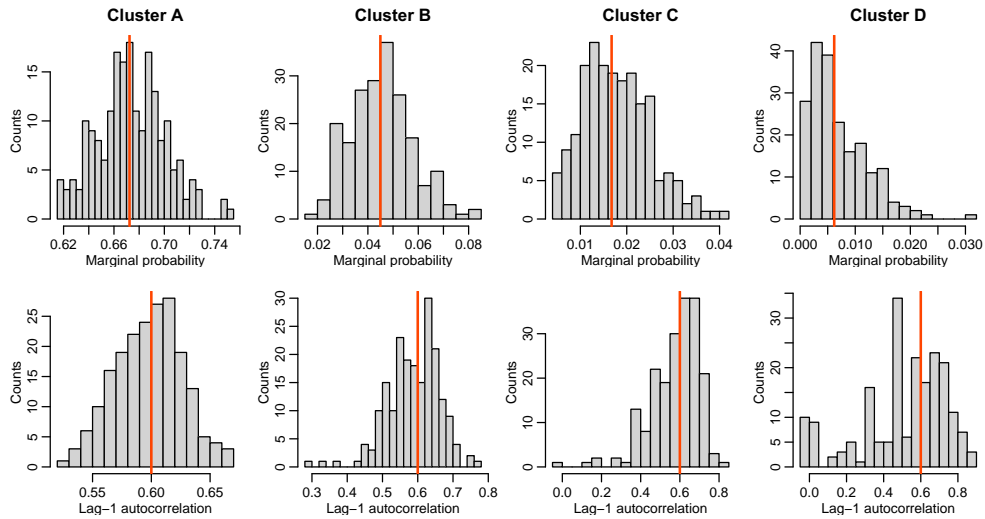 Cluster A
Cluster B
Cluster C
Cluster D
Counts
0 5 10 15
0.62 0.66 0.70 0.74
Marginal probability
Counts
0 10 20 30
0.02 0.04 0.06 0.08
Marginal probability
Counts
0 5 10 15 20
0.01 0.02 0.03 0.04
Marginal probability
Counts
0 10 20 30 40
0.000 0.010 0.020 0.030
Marginal probability
Counts
0 5 10 15 20 25
0.55 0.60 0.65
Lag−1 autocorrelation
Counts
0 5 10 15 20 25 30
0.3 0.4 0.5 0.6 0.7 0.8
Lag−1 autocorrelation
Counts
0 10 20 30
0.0 0.2 0.4 0.6 0.8
Lag−1 autocorrelation
Counts
0 5 10 20 30
0.0 0.2 0.4 0.6 0.8
Lag−1 autocorrelation